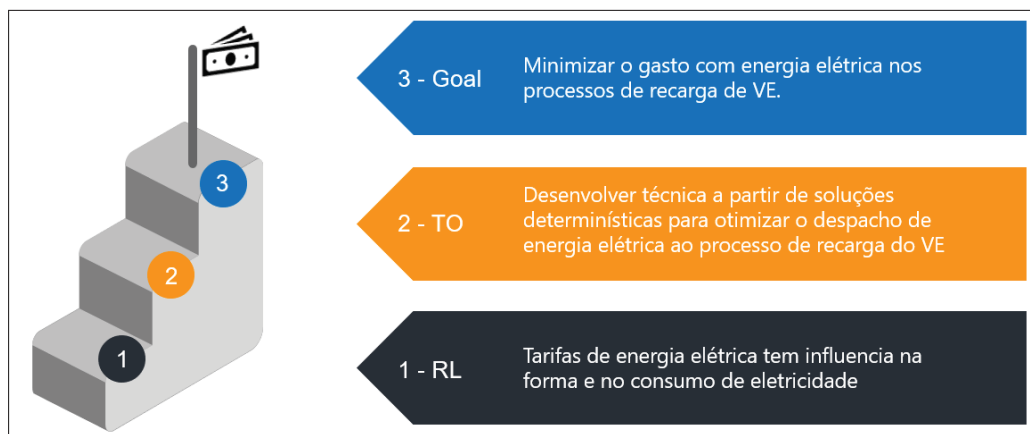 3 - Goal
Minimizar o gasto com energia elétrica nos
processos de recarga de VE.
3
2 - TO
Desenvolver técnica a partir de soluções
determinísticas para otimizar o despacho de
energia elétrica ao processo de recarga do VE
2
1 - RL
Tarifas de energia elétrica tem influencia na
forma e no consumo de eletricidade
1